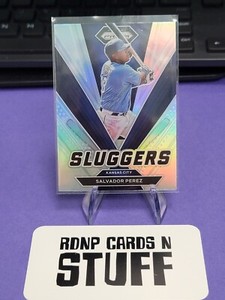 SLUGGERS
KANSAS CITY
SALVADOR PEREZ
RDNP CARDS N
STUFF